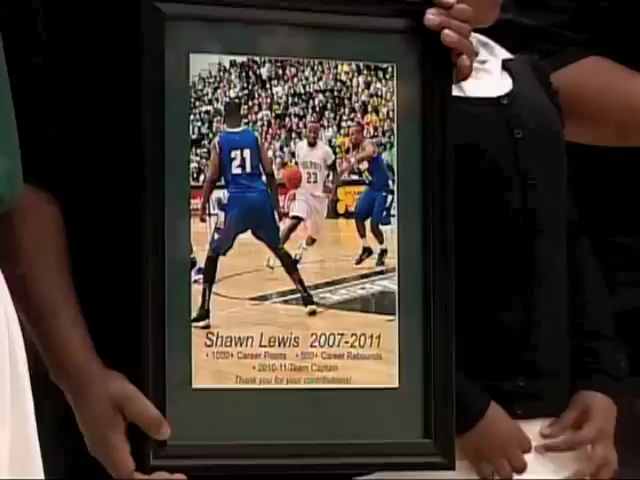 21
23
Shawn Lewis 2007-2011
• 1000+ Career Points • 500+ Career Rebounds
• 2010-11 Team Captain
Thank you for your contributions!